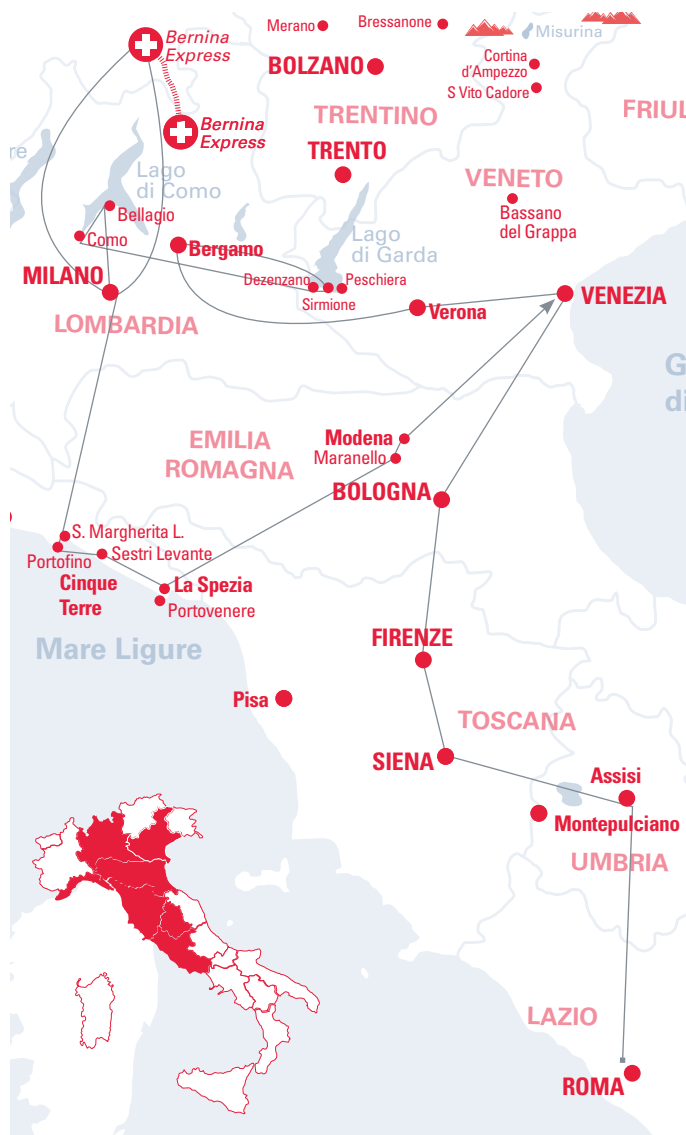 Bernina
Express
Merano
Bressanone
Misurina
BOLZANO
Cortina
d'Ampezzo
S Vito Cadore
TRENTINO
FRIUL
Bernina
Express
re
TRENTO
Lago
di Como
VENETO
Bellagio
Bassano
del Grappa
Como
Bergamo
Lago
di Garda
MILANO
Dezenzano
Peschiera
Sirmione
VENEZIA
Verona
LOMBARDIA
G
di
EMILIA
ROMAGNA
Modena
Maranello
BOLOGNA
S. Margherita L.
Portofino
Sestri Levante
Cinque
Terre
La Spezia
Portovenere
Mare Ligure
FIRENZE
Pisa
TOSCANA
SIENA
Assisi
Montepulciano
UMBRIA
LAZIO
ROMA